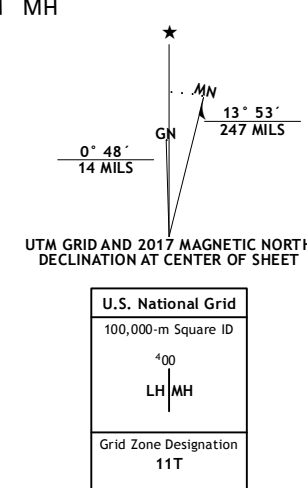 MH
★
MN
GN
13° 53´
247 MILS
0° 48´
14 MILS
UTM GRID AND 2017 MAGNETIC NORTH
DECLINATION AT CENTER OF SHEET
U.S. National Grid
100,000-m Square ID
⁴00
LH MH
Grid Zone Designation
11T